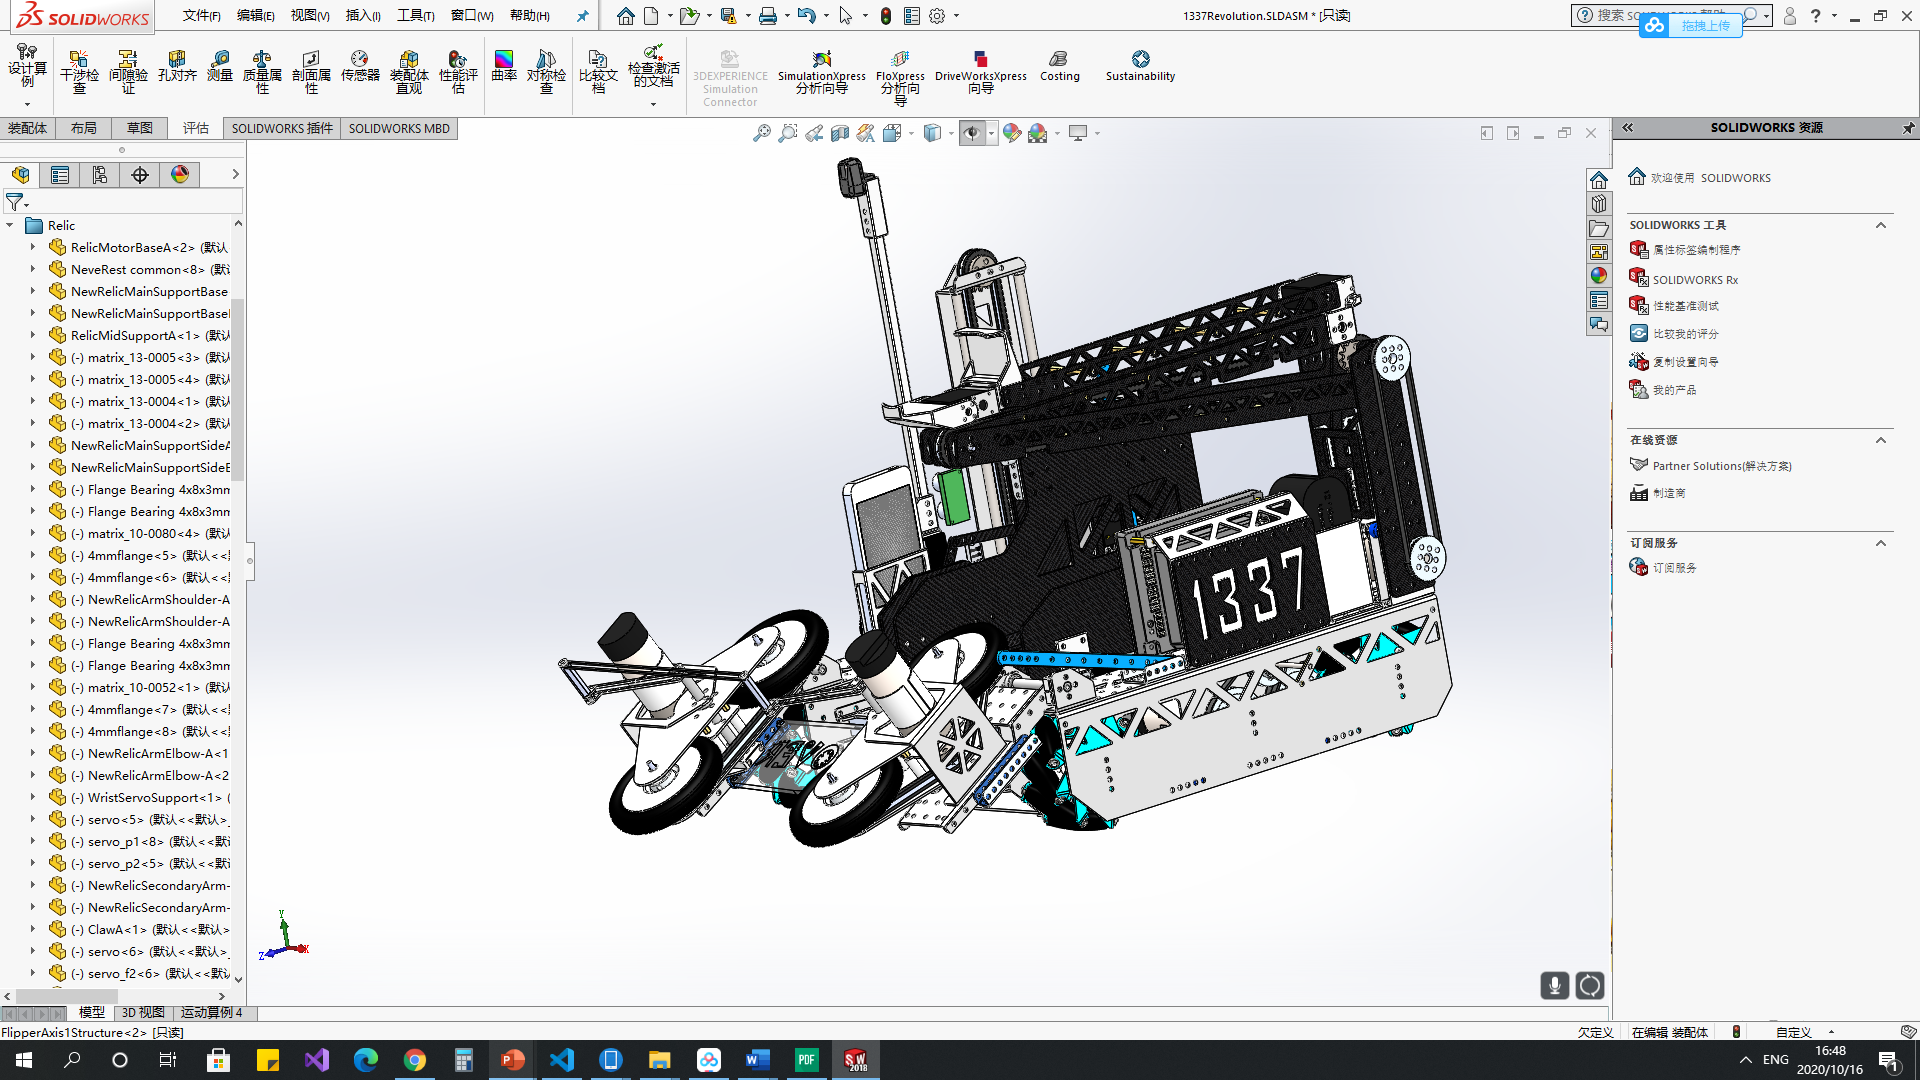 SOLIDWORKS
文件(F) 编辑(E) 视图(V) 插入(I) 工具(T) 窗口(W) 帮助(H)
1337Revolution.SLDASM * [只读]
拖拽上传
设计算例
干涉检查
间隙验证
孔对齐
测量
质量属性
剖面属性
传感器
装配体直观
性能评估
曲率
对称检查
比较文档
检查激活的文档
3DEXPERIENCE Simulation Connector
SimulationXpress 分析向导
FloXpress 分析向导
DriveWorksXpress 向导
Costing
Sustainability
装配体 布局 草图 评估 SOLIDWORKS 插件 SOLIDWORKS MBD
Relic
RelicMotorBaseA<2> (默认
NeveRest common<8> (默认
NewRelicMainSupportBase
NewRelicMainSupportBase
RelicMidSupportA<1> (默认
(-) matrix_13-0005<3> (默认
(-) matrix_13-0005<4> (默认
(-) matrix_13-0004<1> (默认
(-) matrix_13-0004<2> (默认
NewRelicMainSupportSideA
NewRelicMainSupportSideB
(-) Flange Bearing 4x8x3mm
(-) Flange Bearing 4x8x3mm
(-) matrix_10-0080<4> (默认
(-) 4mmflange<5> (默认<<
(-) 4mmflange<6> (默认<<
(-) NewRelicArmShoulder-A
(-) NewRelicArmShoulder-A
(-) Flange Bearing 4x8x3mm
(-) Flange Bearing 4x8x3mm
(-) matrix_10-0052<1> (默认
(-) 4mmflange<7> (默认<<
(-) 4mmflange<8> (默认<<
(-) NewRelicArmElbow-A<1
(-) NewRelicArmElbow-A<2
(-) WristServoSupport<1> (
(-) servo<5> (默认<<默认>_
(-) servo_p1<8> (默认<<默认
(-) servo_p2<5> (默认<<默认
(-) NewRelicSecondaryArm-
(-) NewRelicSecondaryArm-
(-) ClawA<1> (默认<<默认>
(-) servo<6> (默认<<默认>_
(-) servo_f2<6> (默认<<默认
1337
Y
Z
X
SOLIDWORKS 资源
欢迎使用 SOLIDWORKS
SOLIDWORKS 工具
属性标签编制程序
SOLIDWORKS Rx
性能基准测试
比较我的评分
复制设置向导
我的产品
在线资源
Partner Solutions(解决方案)
制造商
订阅服务
订阅服务
模型 3D 视图 运动算例 4
FlipperAxis1Structure<2> [只读]
欠定义 在编辑 装配体 自定义
ENG
16:48
2020/10/16